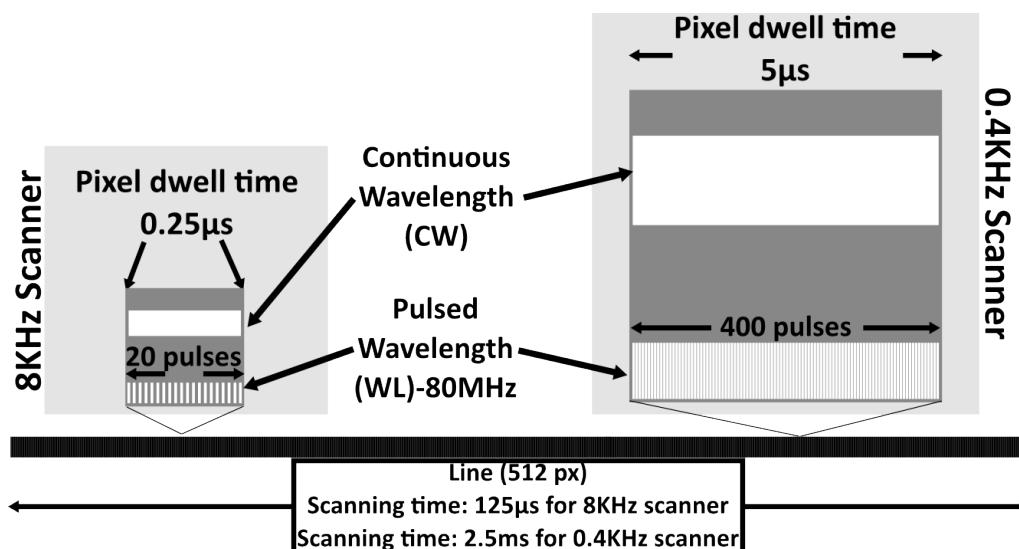 8KHz Scanner
Pixel dwell time
0.25µs
20 pulses
Continuous
Wavelength
(CW)
Pulsed
Wavelength
(WL)-80MHz
Pixel dwell time
5µs
400 pulses
0.4KHz Scanner
Line (512 px)
Scanning time: 125µs for 8KHz scanner
Scanning time: 2.5ms for 0.4KHz scanner